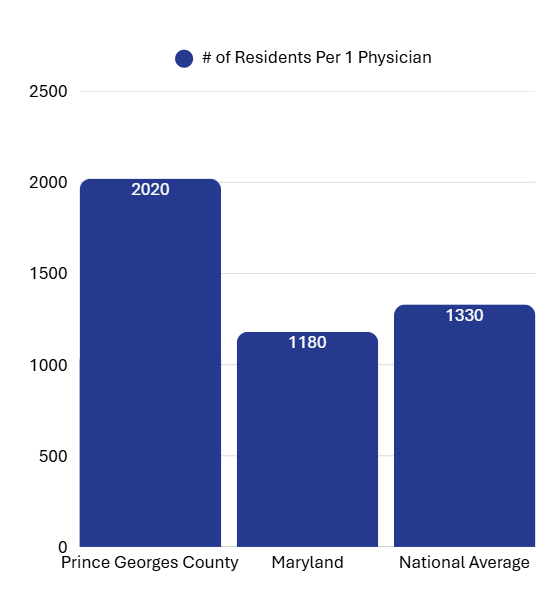 # of Residents Per 1 Physician
2500
2000
1500
1000
500
0
2020
1180
1330
Prince Georges County
Maryland
National Average